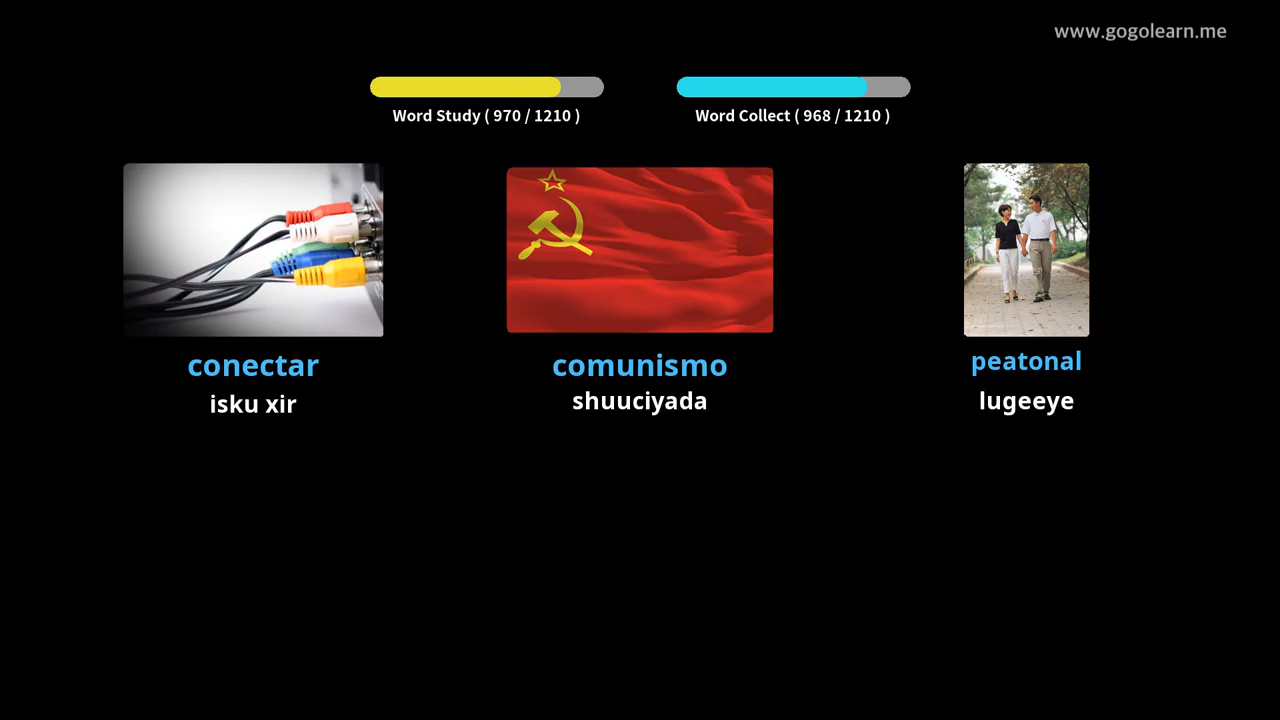 www.gogolearn.me
Word Study ( 970 / 1210 )
Word Collect ( 968 / 1210 )
conectar
isku xir
comunismo
shuuciyada
peatonal
lugeeye